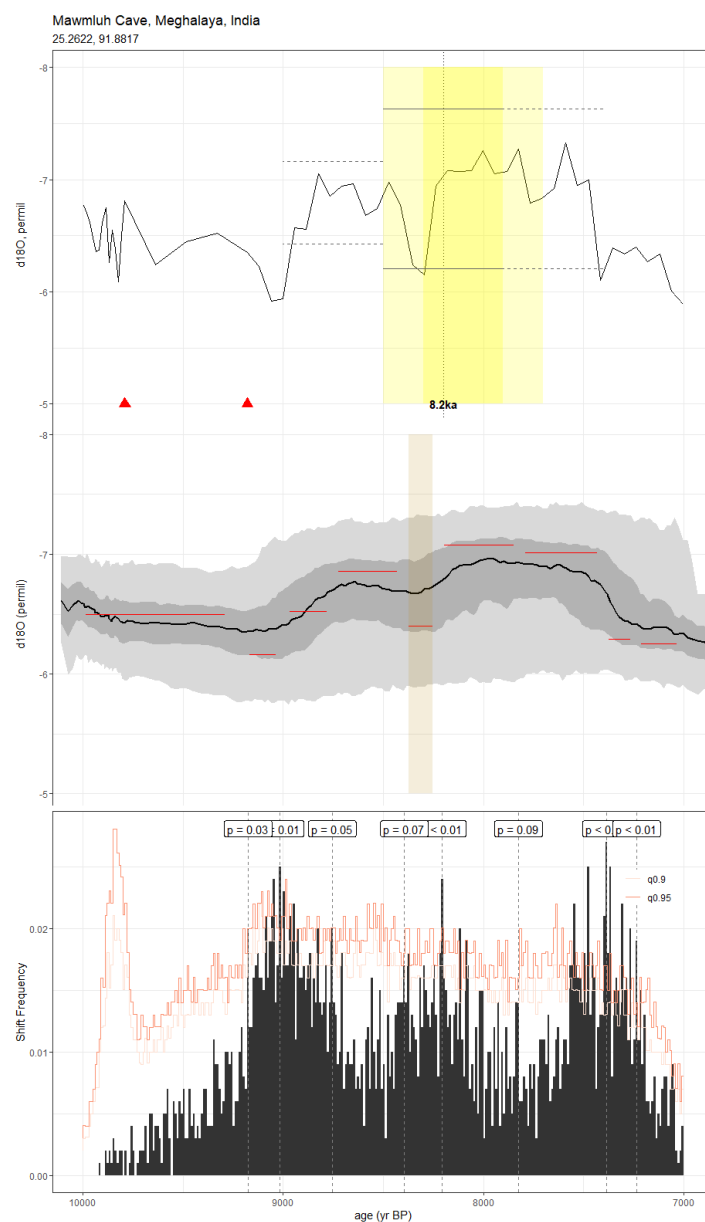 Mawmluh Cave, Meghalaya, India
25.2622, 91.8817
-8
-7
-6
-5
d18O, permil
8.2ka
-8
-7
-6
-5
d18O (permil)
p = 0.03
0.01
p = 0.05
p = 0.07
< 0.01
p = 0.09
p < 0.0
p < 0.01
q0.9
q0.95
0.02
0.01
0.00
Shift Frequency
10000
9000
8000
7000
age (yr BP)